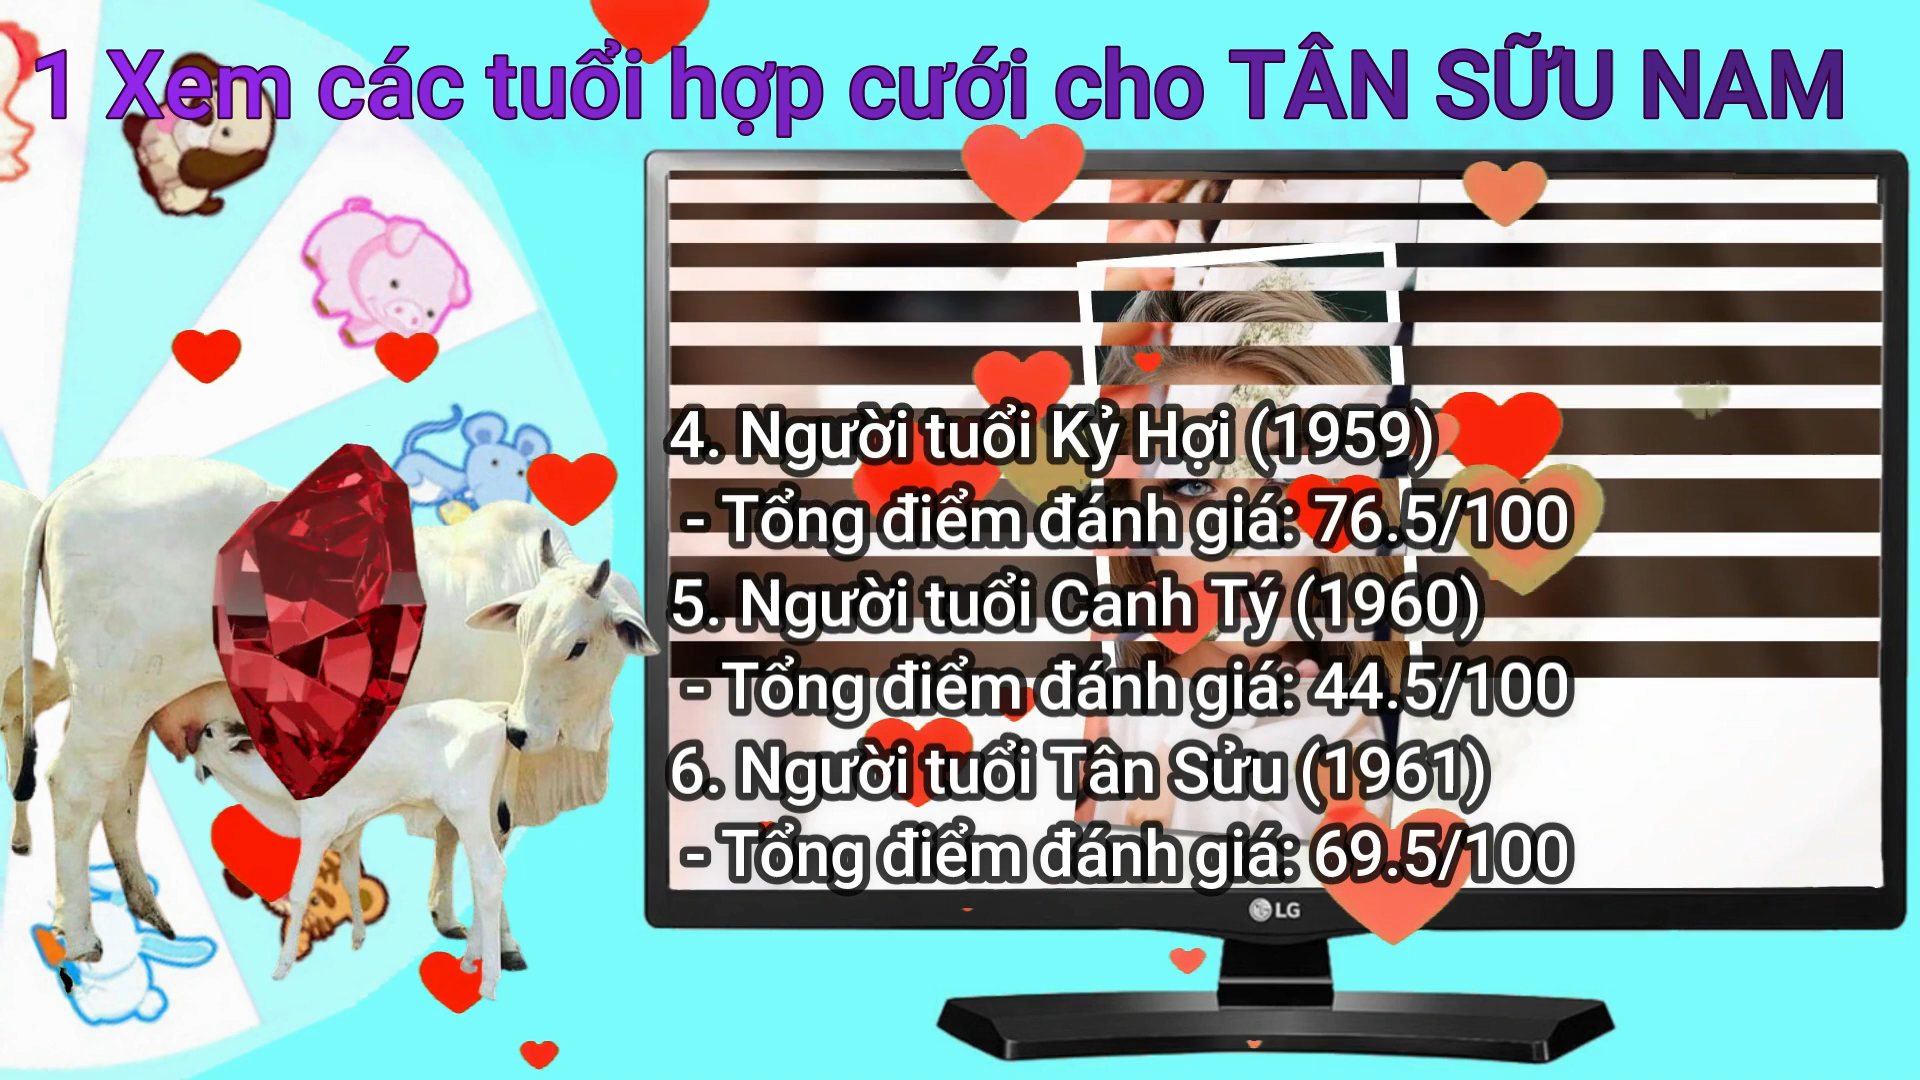 1 Xem các tuổi hợp cưới cho TÂN SỮU NAM
4. Người tuổi Kỷ Hợi (1959)
- Tổng điểm đánh giá: 76.5/100
5. Người tuổi Canh Tý (1960)
- Tổng điểm đánh giá: 44.5/100
6. Người tuổi Tân Sửu (1961)
- Tổng điểm đánh giá: 69.5/100
LG